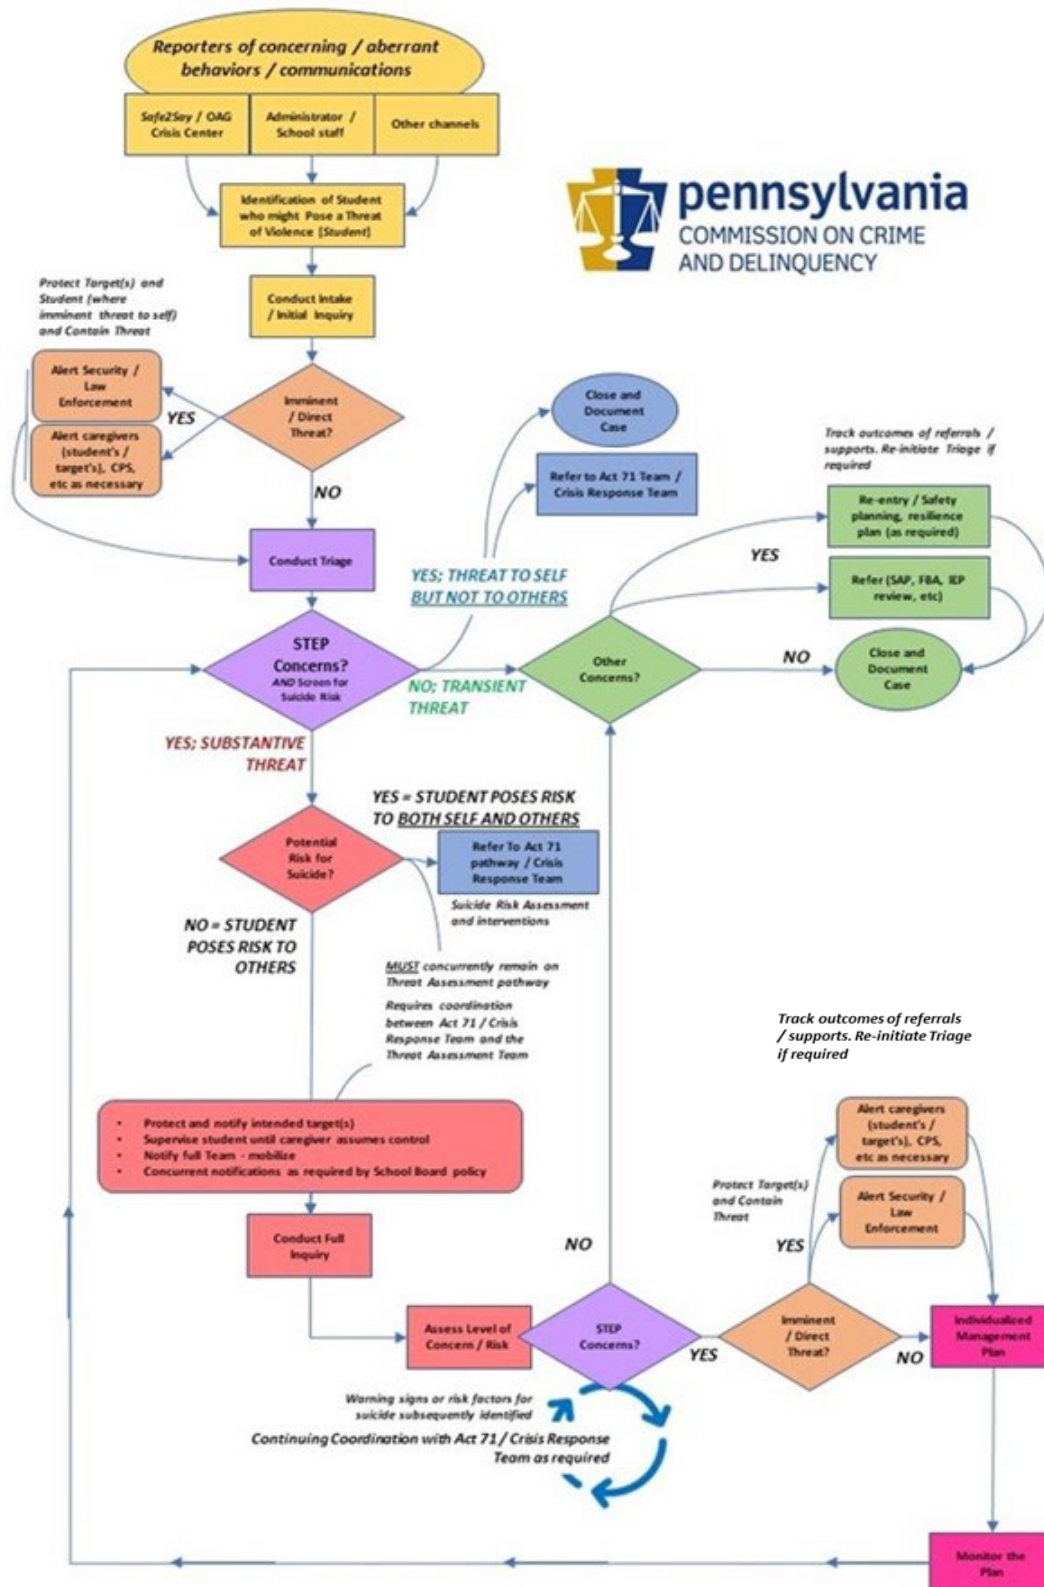 Reporters of concerning / aberrant
behaviors / communications
Safe2Say / OAG
Crisis Center
Administrator /
School staff
Other channels
Identification of Student
who might Pose a Threat
of Violence [Student]
pennsylvania
COMMISSION ON CRIME
AND DELINQUENCY
Conduct Intake
/ Initial Inquiry
Protect Target(s) and
Student (where
imminent threat to self)
and Contain Threat
Alert Security /
Law
Enforcement
Alert caregivers
(student's /
target's), CPS,
etc as necessary
YES
Imminent
/ Direct
Threat?
NO
Close and
Document
Case
Refer to Act 71 Team /
Crisis Response Team
Track outcomes of referrals /
supports. Re-initiate Triage if
required
Re-entry / Safety
planning, resilience
plan (as required)
YES
Refer (SAP, FBA, IEP
review, etc)
Conduct Triage
YES; THREAT TO SELF
BUT NOT TO OTHERS
STEP
Concerns?
AND Screen for
Suicide Risk
NO; TRANSIENT
THREAT
Other
Concerns?
NO
Close and
Document
Case
YES; SUBSTANTIVE
THREAT
YES = STUDENT POSES RISK
TO BOTH SELF AND OTHERS
Potential
Risk for
Suicide?
Refer To Act 71
pathway / Crisis
Response Team
Suicide Risk Assessment
and interventions
NO = STUDENT
POSES RISK TO
OTHERS
MUST concurrently remain on
Threat Assessment pathway
Requires coordination
between Act 71 / Crisis
Response Team and the
Threat Assessment Team
Track outcomes of referrals
/ supports. Re-initiate Triage
if required
• Protect and notify intended target(s)
• Supervise student until caregiver assumes control
• Notify full Team - mobilize
• Concurrent notifications as required by School Board policy
Alert caregivers
(student's /
target's), CPS,
etc as necessary
Protect Target(s)
and Contain
Threat
Alert Security /
Law
Enforcement
YES
Conduct Full
Inquiry
NO
Assess Level of
Concern / Risk
STEP
Concerns?
YES
Imminent
/ Direct
Threat?
NO
Individualized
Management
Plan
Warning signs or risk factors for
suicide subsequently identified
Continuing Coordination with Act 71 / Crisis Response
Team as required
Monitor the
Plan